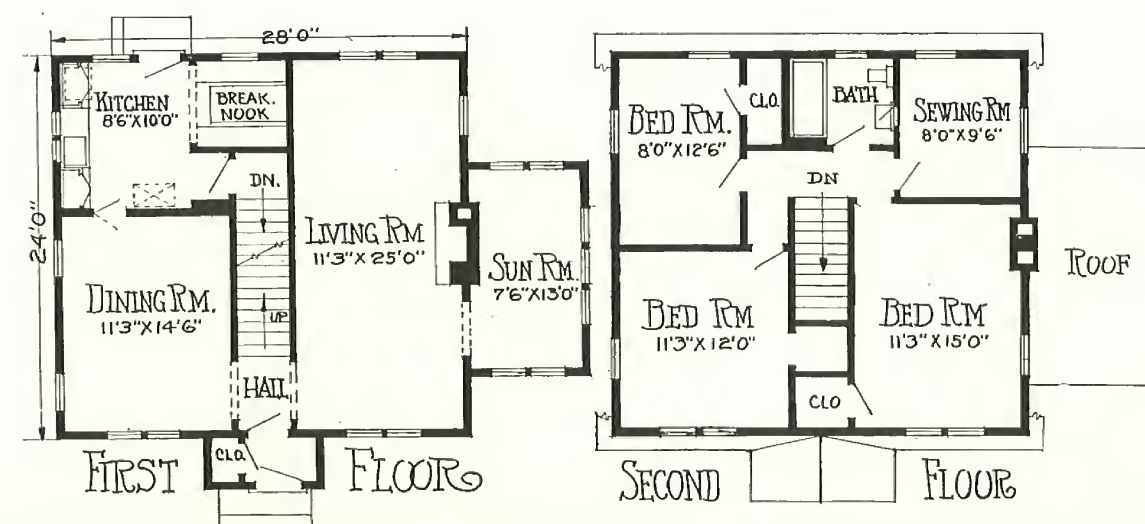 28'0"
24'0"
KITCHEN
8'6"X10'0"
BREAK.
NOOK
DN.
LIVING RM
11'3"X 25'0"
SUN RM.
7'6"X13'0"
DINING RM.
11'3"X14'6"
UP
HALL
CLO.
FIRST FLOOR
BED RM.
8'0"X12'6"
CLO.
BATH
SEWING RM
8'0"X9'6"
DN
ROOF
BED RM
11'3"X12'0"
BED RM
11'3"X15'0"
CLO
SECOND FLOUR